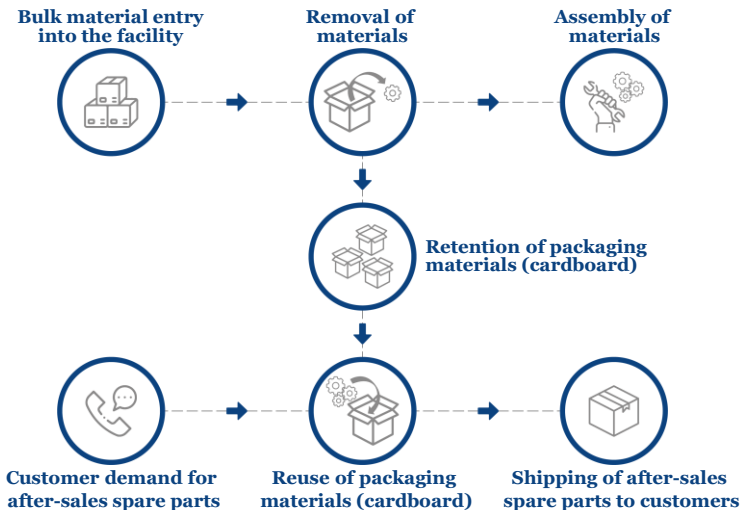 Bulk material entry
into the facility
Removal of
materials
Assembly of
materials
Retention of packaging
materials (cardboard)
Customer demand for
after-sales spare parts
Reuse of packaging
materials (cardboard)
Shipping of after-sales
spare parts to customers